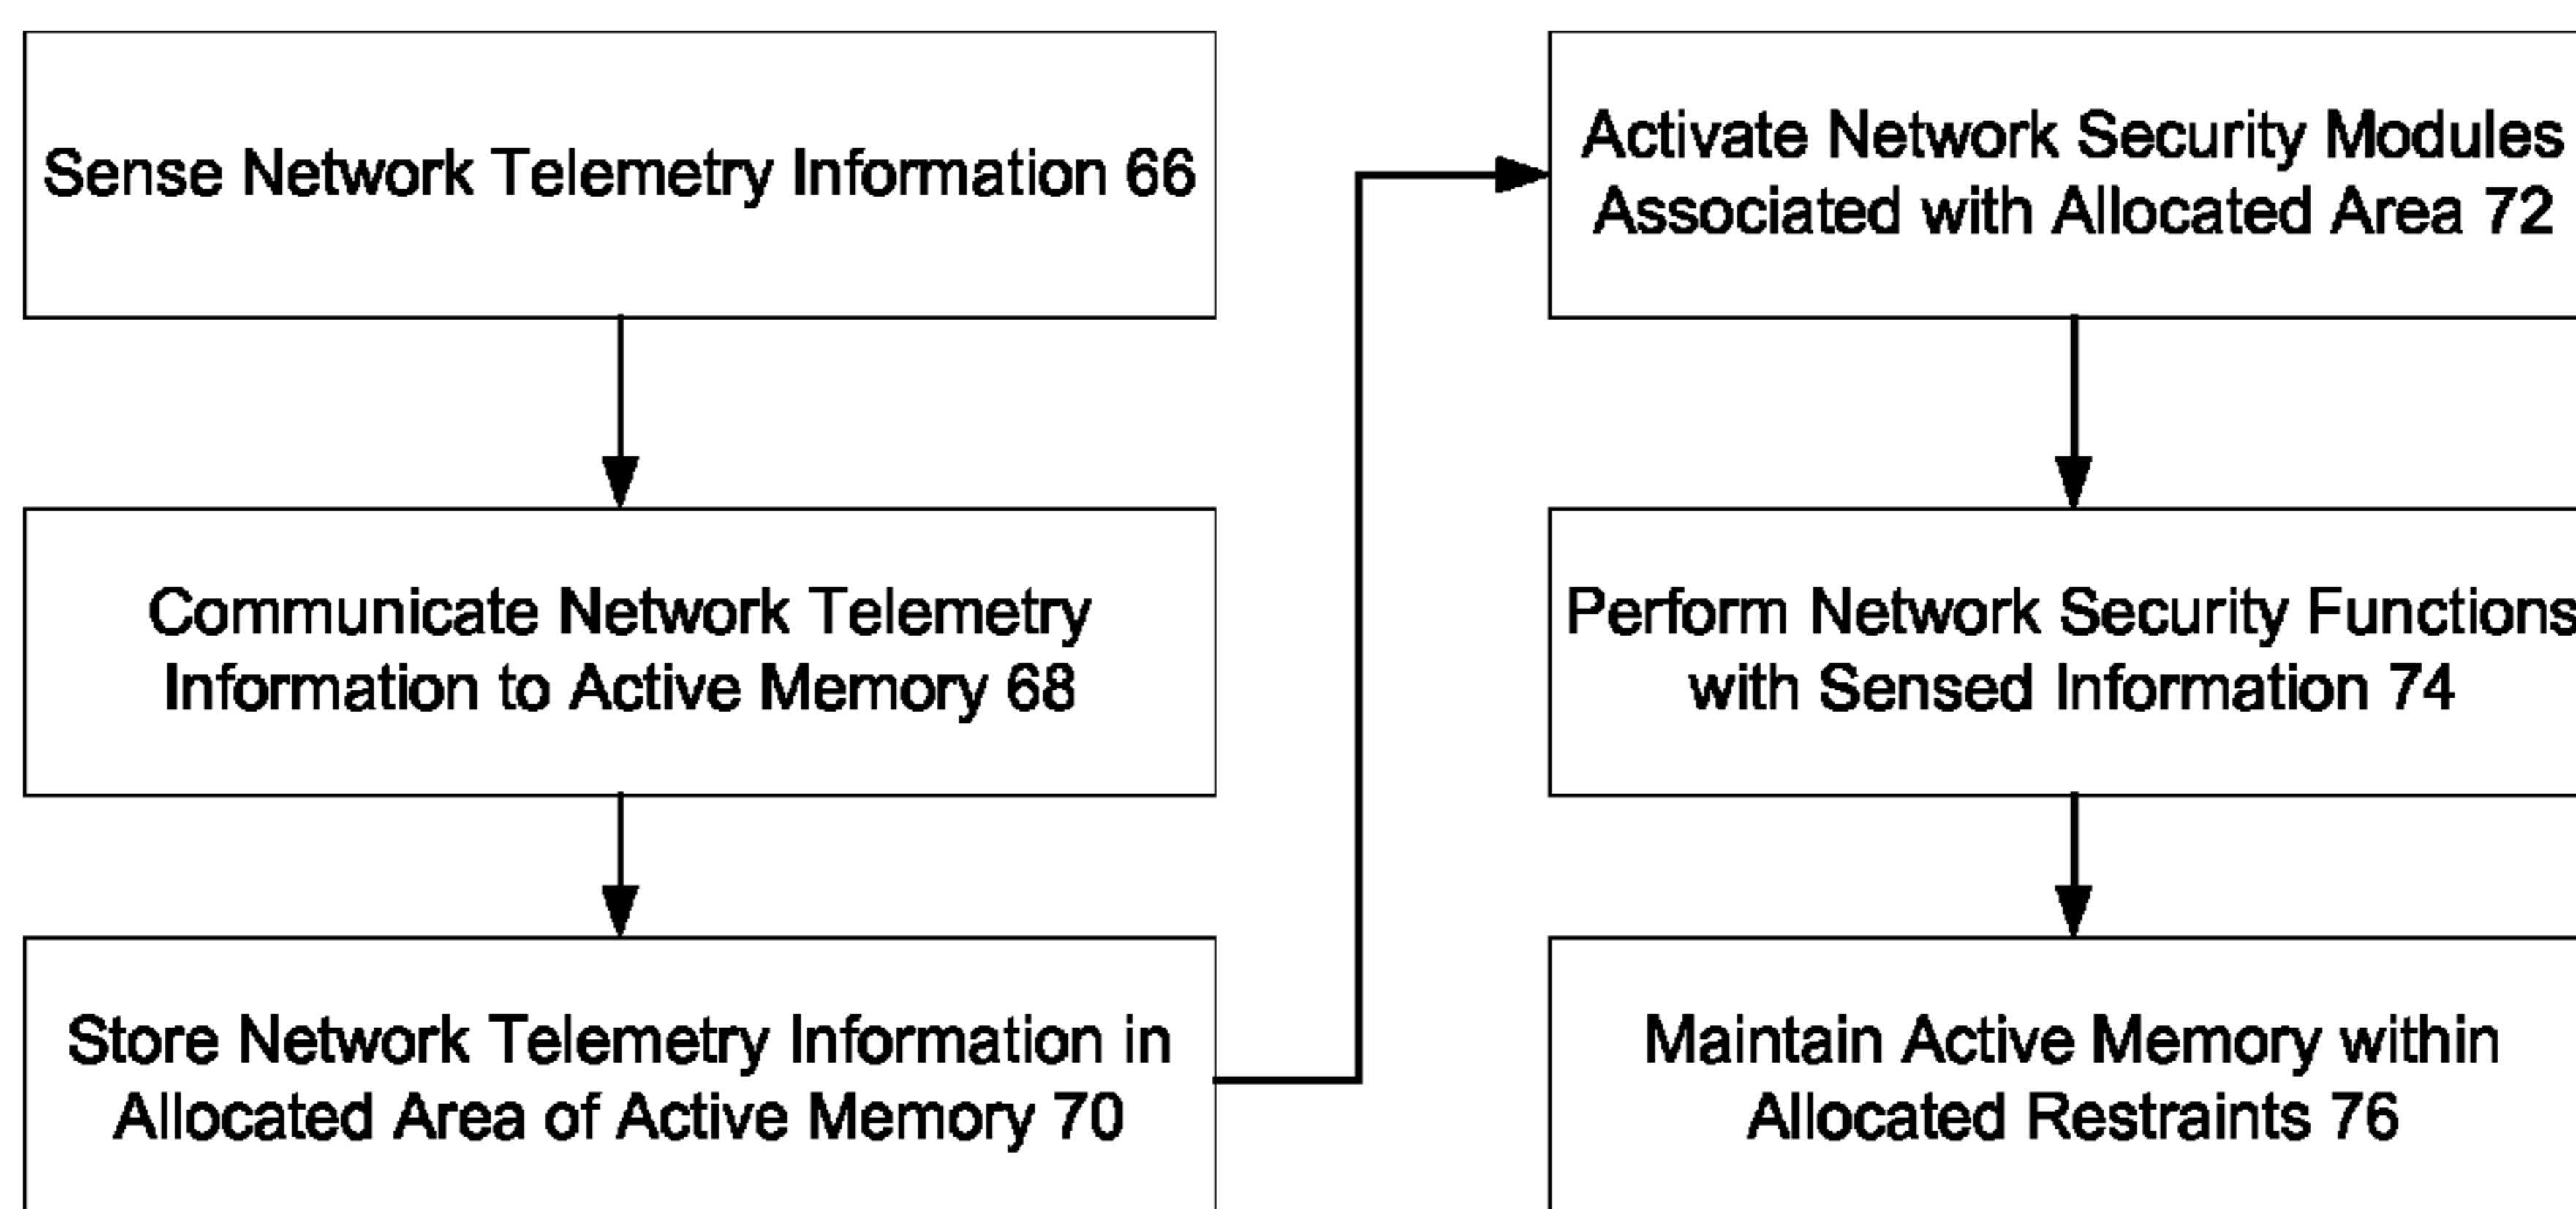 Sense Network Telemetry Information 66
Communicate Network Telemetry
Information to Active Memory 68
Store Network Telemetry Information in
Allocated Area of Active Memory 70
Activate Network Security Modules
Associated with Allocated Area 72
Perform Network Security Functions
with Sensed Information 74
Maintain Active Memory within
Allocated Restraints 76